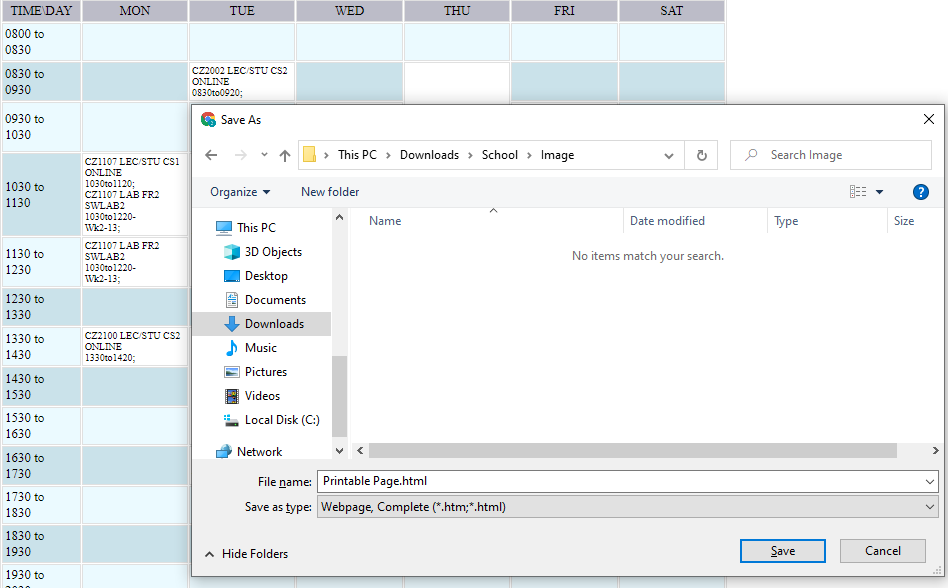 TIME\DAY MON TUE WED THU FRI SAT
0800 to
0830
0830 to
0930
CZ2002 LEC/STU CS2
ONLINE
0830to0920;
0930 to
1030
1030 to
1130
CZ1107 LEC/STU CS1
ONLINE
1030to1120;
CZ1107 LAB FR2
SWLAB2
1030to1220-
Wk2-13;
1130 to
1230
CZ1107 LAB FR2
SWLAB2
1030to1220-
Wk2-13;
1230 to
1330
1330 to
1430
CZ2100 LEC/STU CS2
ONLINE
1330to1420;
1430 to
1530
1530 to
1630
1630 to
1730
1730 to
1830
1830 to
1930
1930 to
Save As
This PC > Downloads > School > Image
Search Image
Organize New folder
?
This PC
3D Objects
Desktop
Documents
Downloads
Music
Pictures
Videos
Local Disk (C:)
Network
Name Date modified Type Size
No items match your search.
File name: Printable Page.html
Save as type: Webpage, Complete (*.htm;*.html)
Hide Folders
Save Cancel